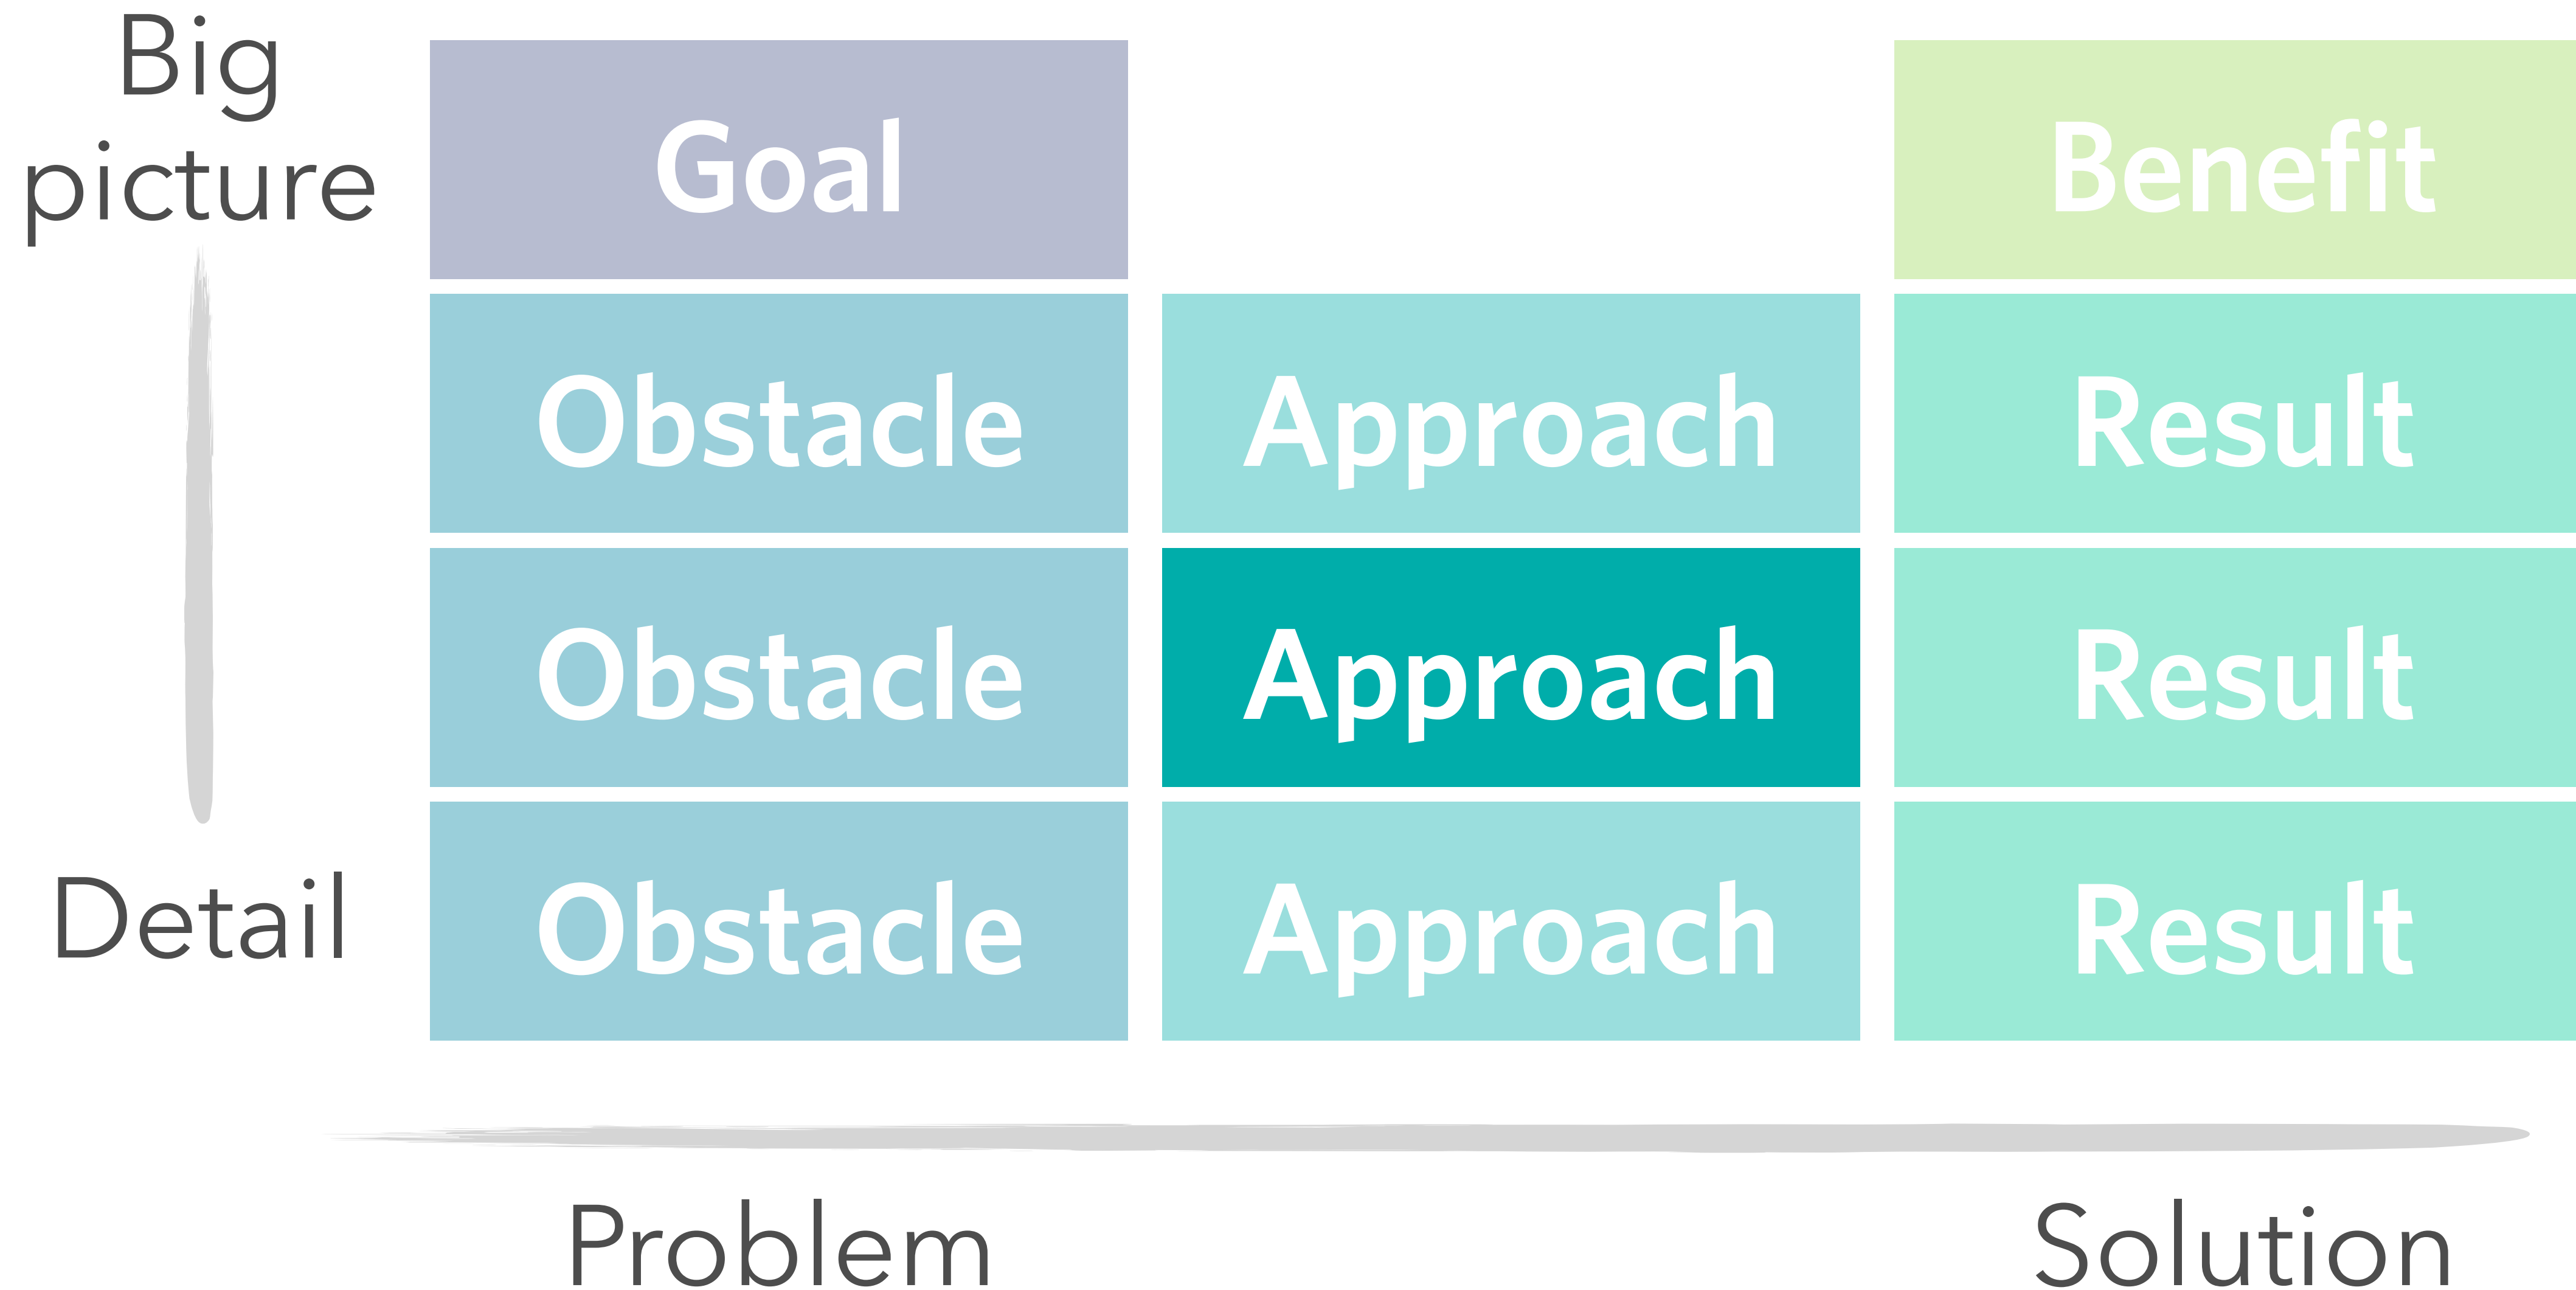 Big
picture
Goal
Benefit
Obstacle
Approach
Result
Obstacle
Approach
Result
Obstacle
Approach
Result
Detail
Problem
Solution